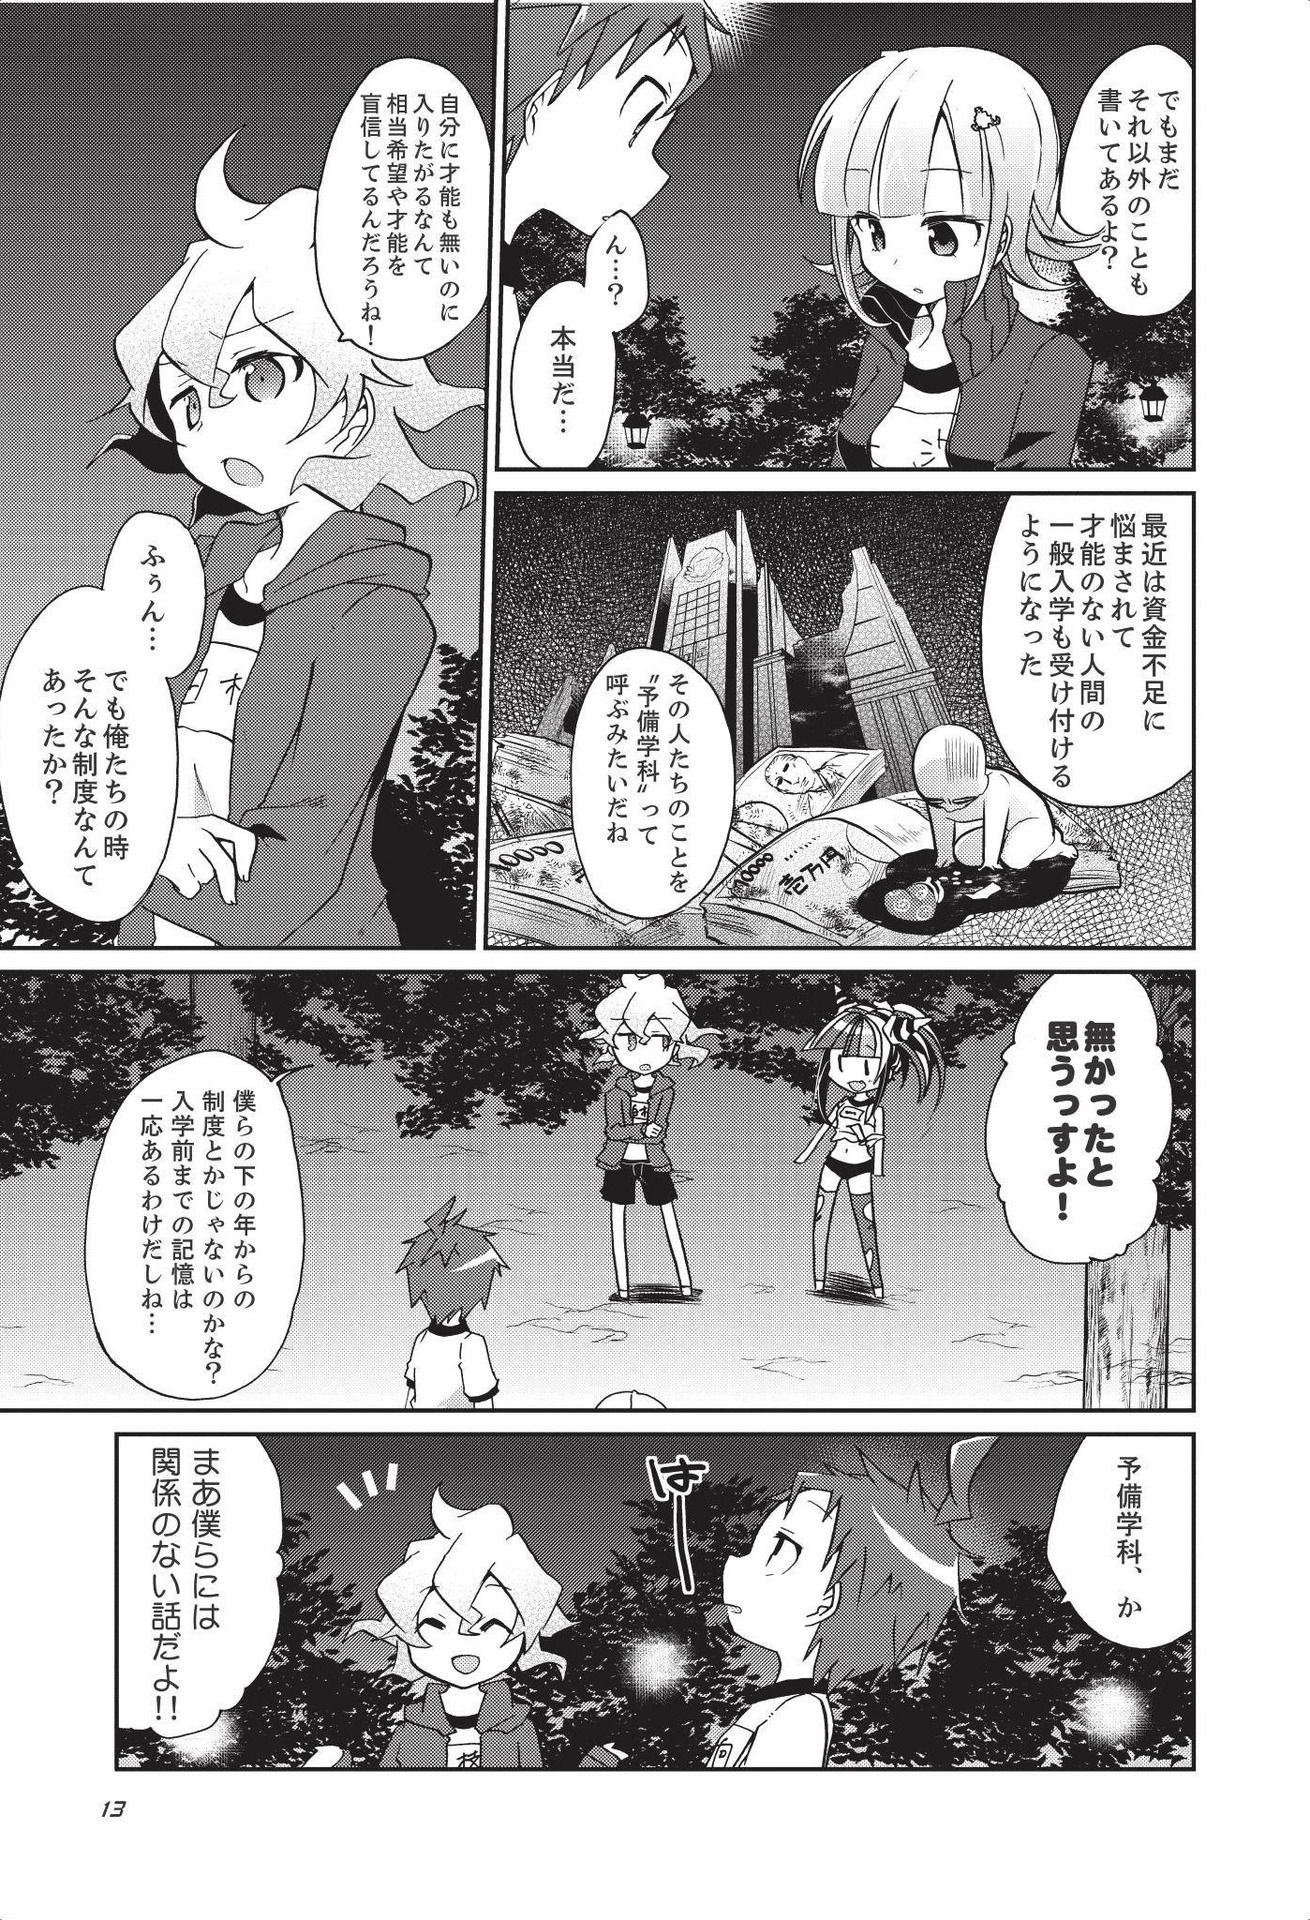 でもまだ
それ以外のことも
書いてあるよ？
ん…？
本当だ…
最近は資金不足に
悩まされて
才能のない人間の
一般入学も受け付ける
ようになった
その人たちのことを
〝予備学科〟って
呼ぶみたいだね
壱万円
10000
10000
自分に才能も無いのに
入りたがるなんて
相当希望や才能を
盲信してるんだろうね！
ふぅん…
でも俺たちの時
そんな制度なんて
あったか？
無かったと
思うっすよ！
僕らの下の年からの
制度とかじゃないのかな？
入学前までの記憶は
一応あるわけだしね…
予備学科、か
はーっ
まあ僕らには
関係のない話だよ!!
13